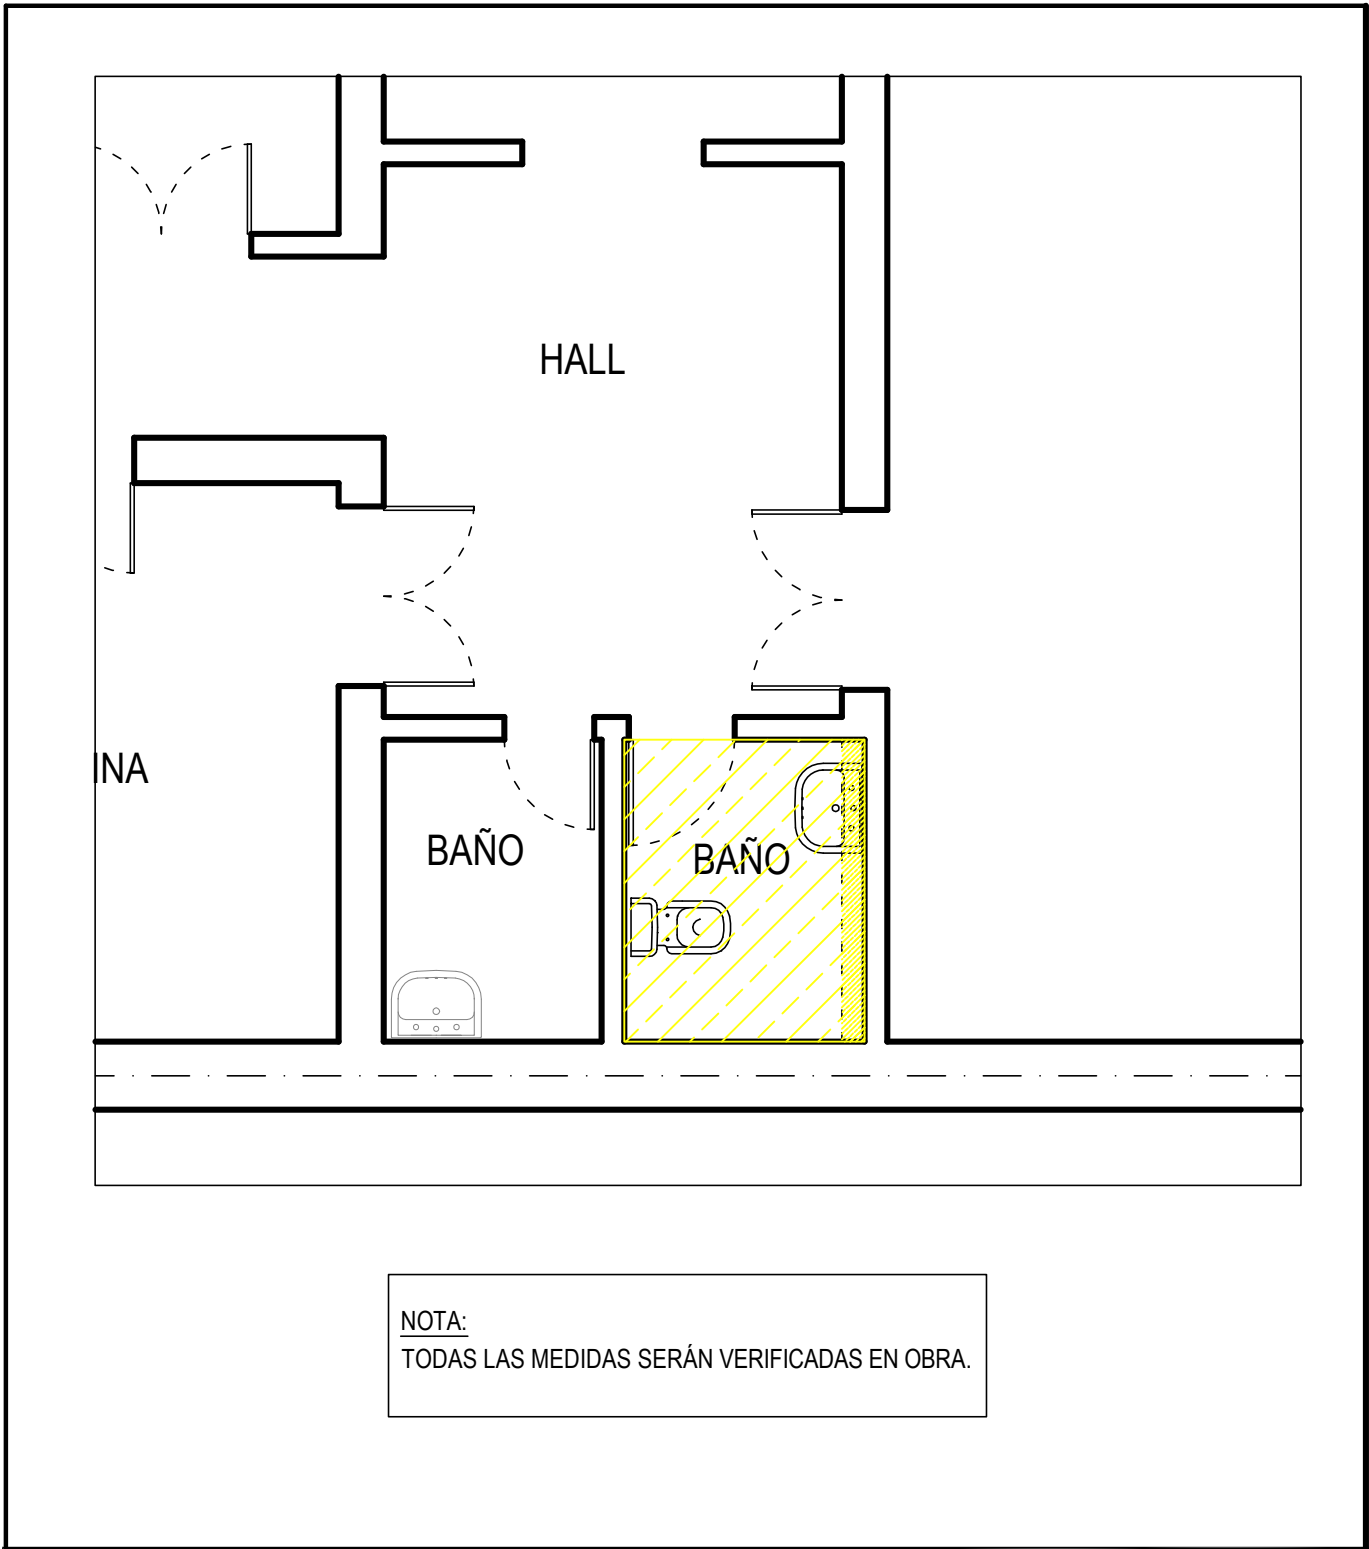 HALL
INA
BAÑO
BAÑO
NOTA:
TODAS LAS MEDIDAS SERÁN VERIFICADAS EN OBRA.